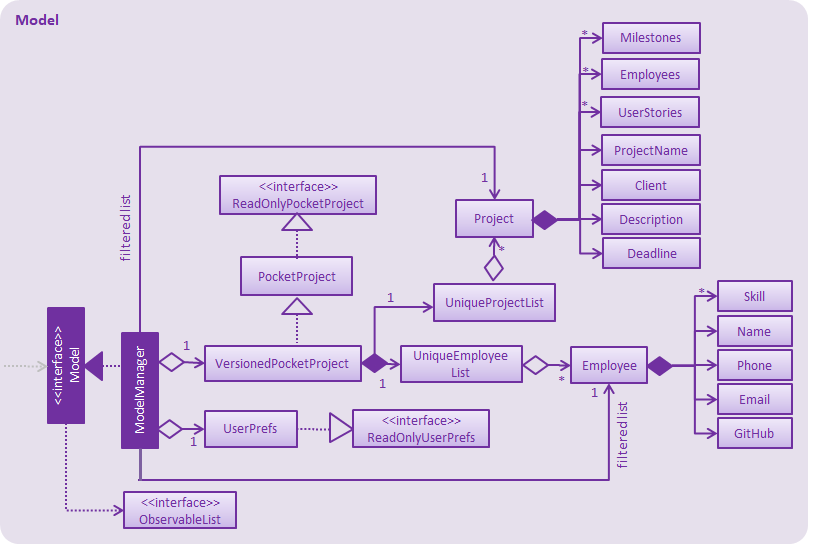 Model
*
Milestones
*
Employees
*
UserStories
ProjectName
1
Client
<<interface>>
ReadOnlyPocketProject
filtered list
Project
Description
*
Deadline
PocketProject
1
UniqueProjectList
*
Skill
<<interface>>
Model
ModelManager
1
VersionedPocketProject
1
UniqueEmployee
List
*
Employee
1
Name
Phone
Email
GitHub
1
UserPrefs
<<interface>>
ReadOnlyUserPrefs
filtered list
<<interface>>
ObservableList